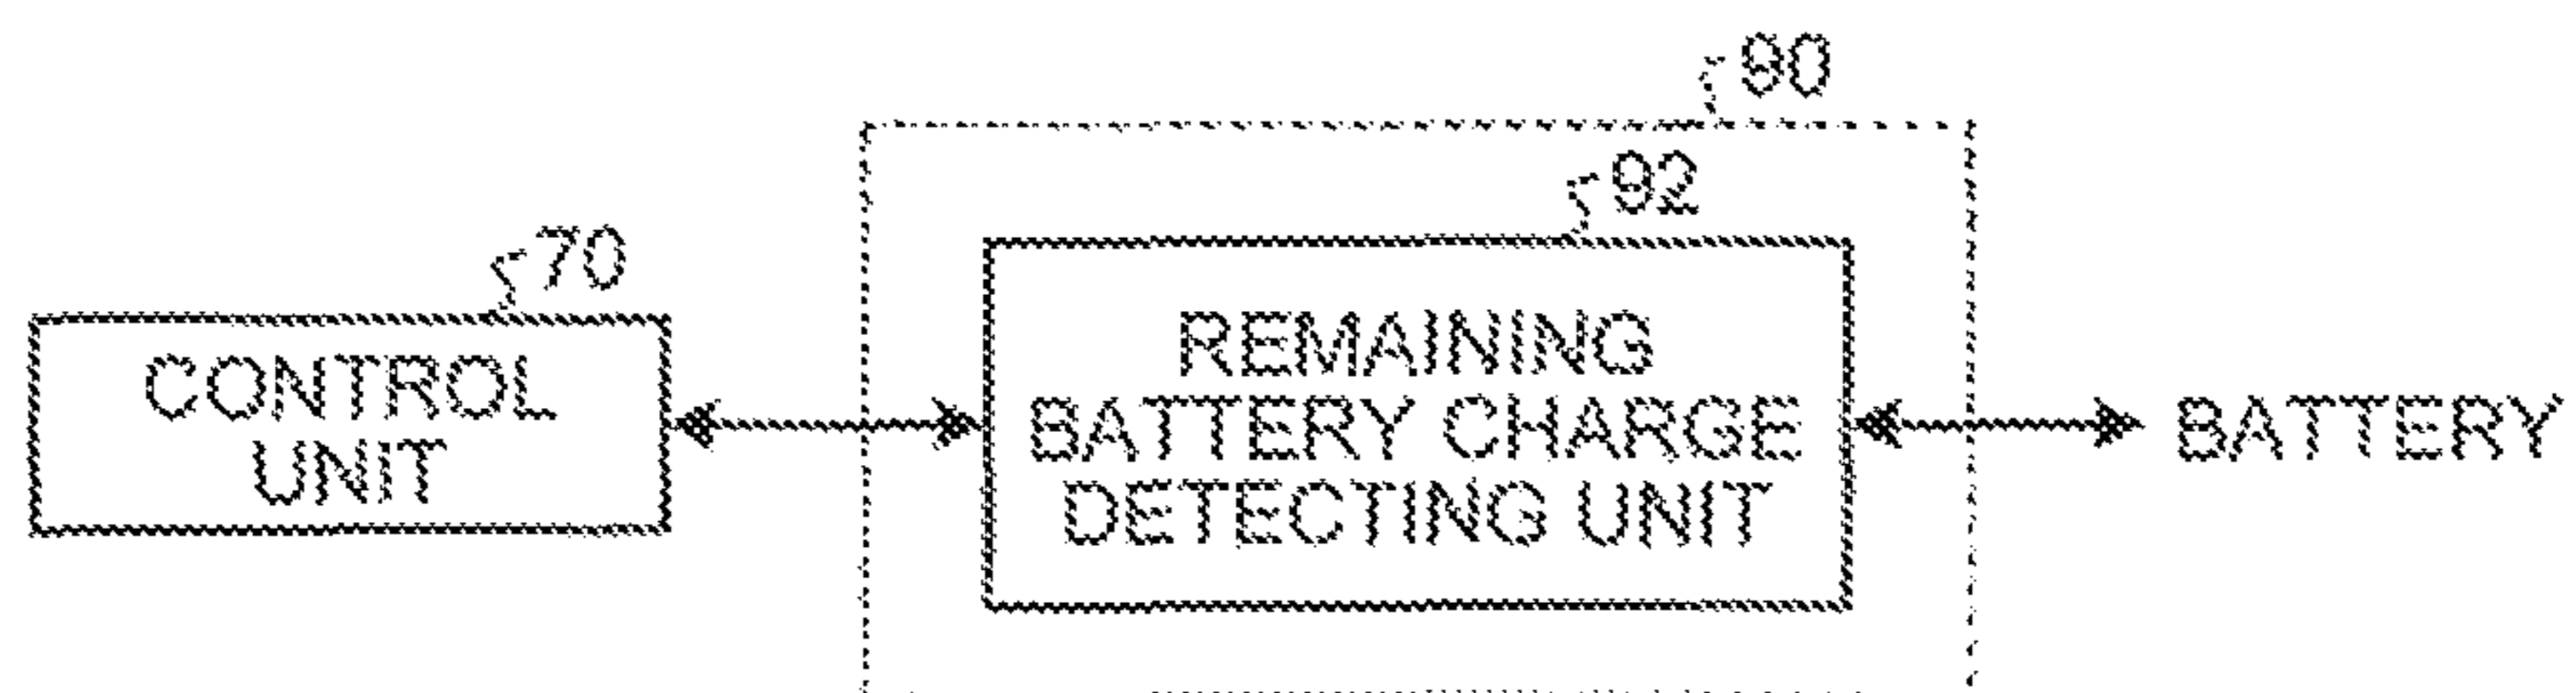 90
92
70
CONTROL
UNIT
REMAINING
BATTERY CHARGE
DETECTING UNIT
BATTERY